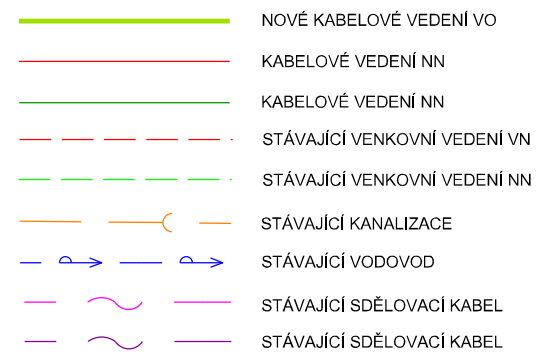 NOVÉ KABELOVÉ VEDENÍ VO
KABELOVÉ VEDENÍ NN
KABELOVÉ VEDENÍ NN
STÁVAJÍCÍ VENKOVNÍ VEDENÍ VN
STÁVAJÍCÍ VENKOVNÍ VEDENÍ NN
STÁVAJÍCÍ KANALIZACE
STÁVAJÍCÍ VODOVOD
STÁVAJÍCÍ SDĚLOVACÍ KABEL
STÁVAJÍCÍ SDĚLOVACÍ KABEL